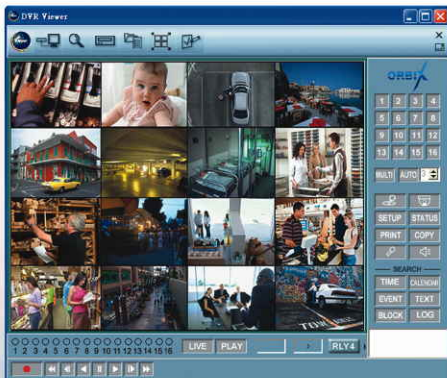 DVR Viewer
ORBIX
1 2 3 4
5 6 7 8
9 10 11 12
13 14 15 16
MULTI AUTO
SETUP STATUS
PRINT COPY
SEARCH
TIME CALENDAR
EVENT TEXT
BLOCK LOG
1 2 3 4 5 6 7 8 9 10 11 12 13 14 15 16
LIVE PLAY RLY4